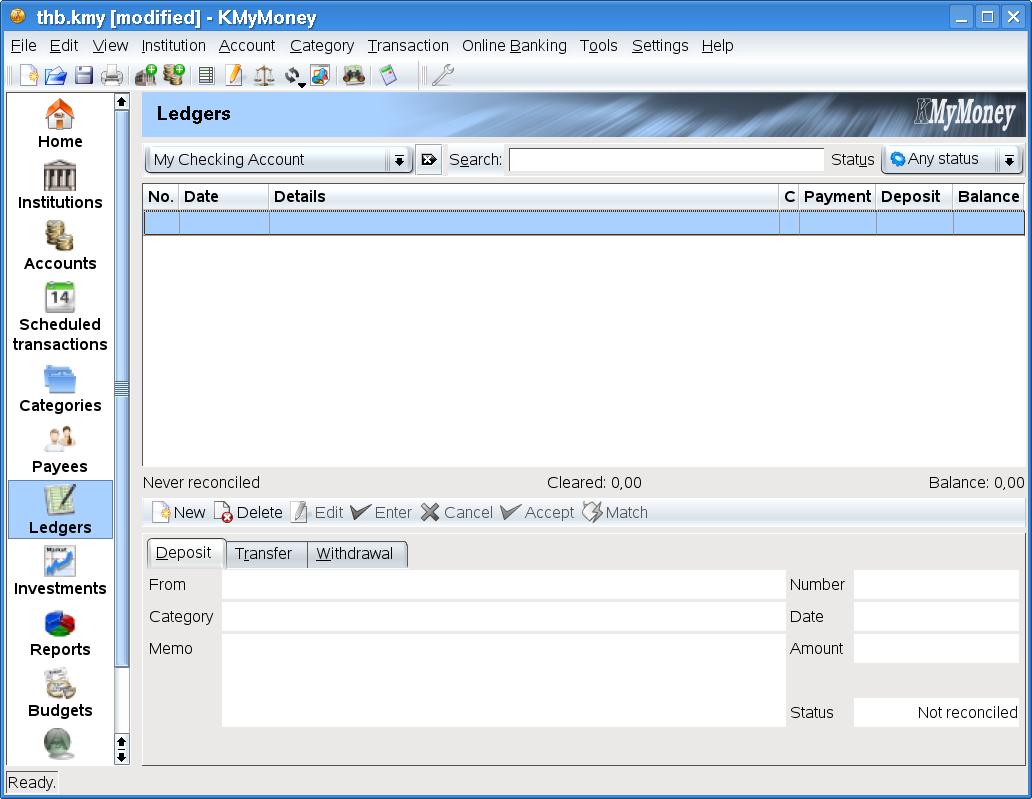 thb.kmy [modified] - KMyMoney
File Edit View Institution Account Category Transaction Online Banking Tools Settings Help
Home
Institutions
Accounts
14
Scheduled
transactions
Categories
Payees
Ledgers
Market
Investments
Reports
Budgets
Ledgers
KMyMoney
My Checking Account Search: Status Any status
No. Date Details C Payment Deposit Balance
Never reconciled Cleared: 0,00 Balance: 0,00
New Delete Edit Enter Cancel Accept Match
Deposit Transfer Withdrawal
From Number
Category Date
Memo Amount
Status Not reconciled
Ready.